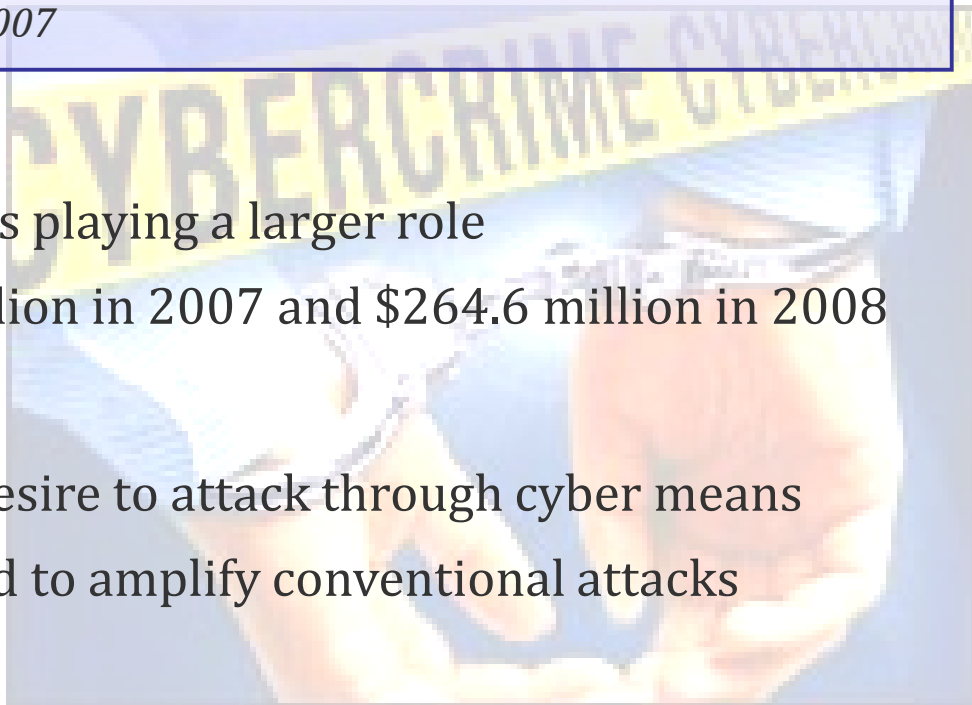 007
CYBERCRIME CYBERCRI
s playing a larger role
lion in 2007 and $264.6 million in 2008
esire to attack through cyber means
d to amplify conventional attacks